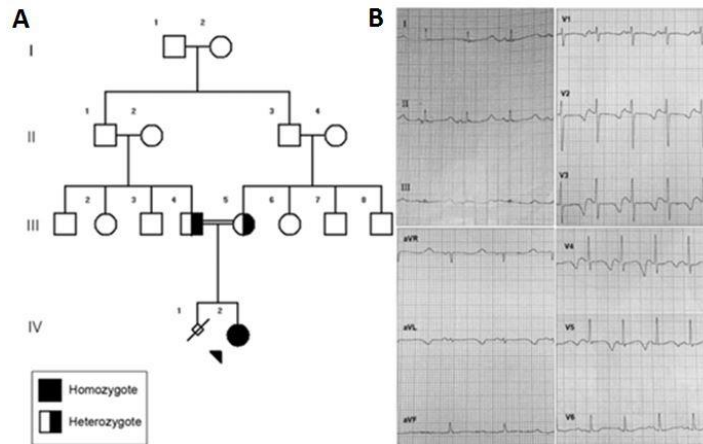 A
1 2
I
1 2 3 4
II
2 3 4 5 6 7 8
III
1 2
IV
Homozygote
Heterozygote
B
I
II
III
aVR
aVL
aVF
V1
V2
V3
V4
V5
V6